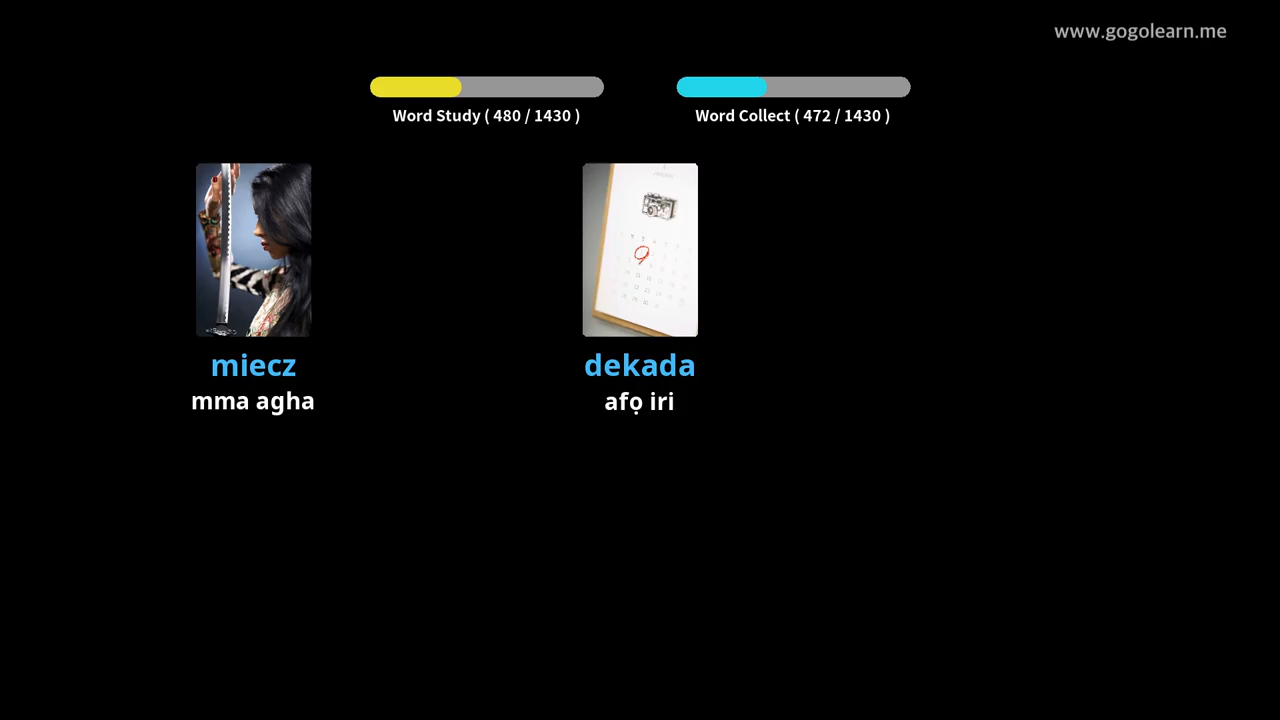 www.gogolearn.me
Word Study ( 480 / 1430 )
Word Collect ( 472 / 1430 )
miecz
mma agha
dekada
afọ iri